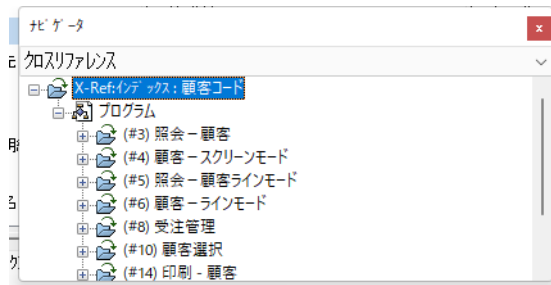 ﾅﾋﾞｹﾞｰﾀ
x
クロスリファレンス
X-Ref:ｲﾝﾃﾞｯｸｽ : 顧客コード
プログラム
(#3) 照会－顧客
(#4) 顧客－スクリーンモード
(#5) 照会－顧客ラインモード
(#6) 顧客－ラインモード
(#8) 受注管理
(#10) 顧客選択
(#14) 印刷 - 顧客